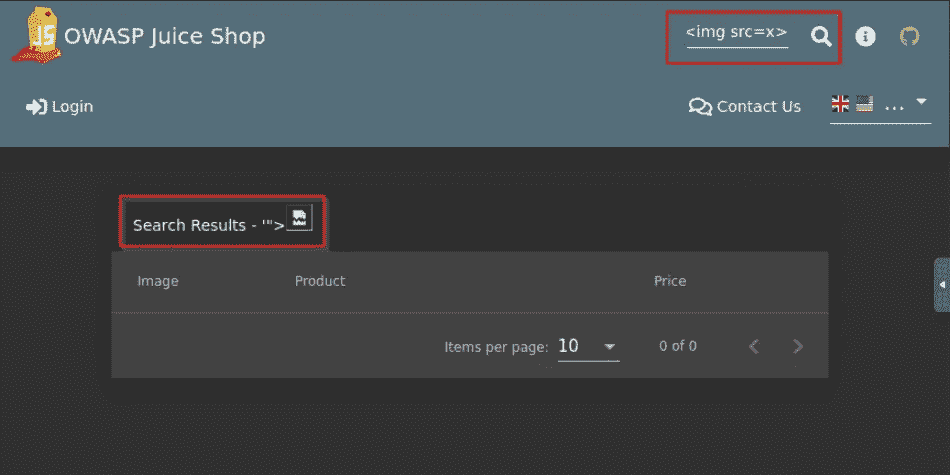 JS OWASP Juice Shop
<img src=x>
Login
Contact Us
...
Search Results - '">
Image Product Price
Items per page: 10 0 of 0